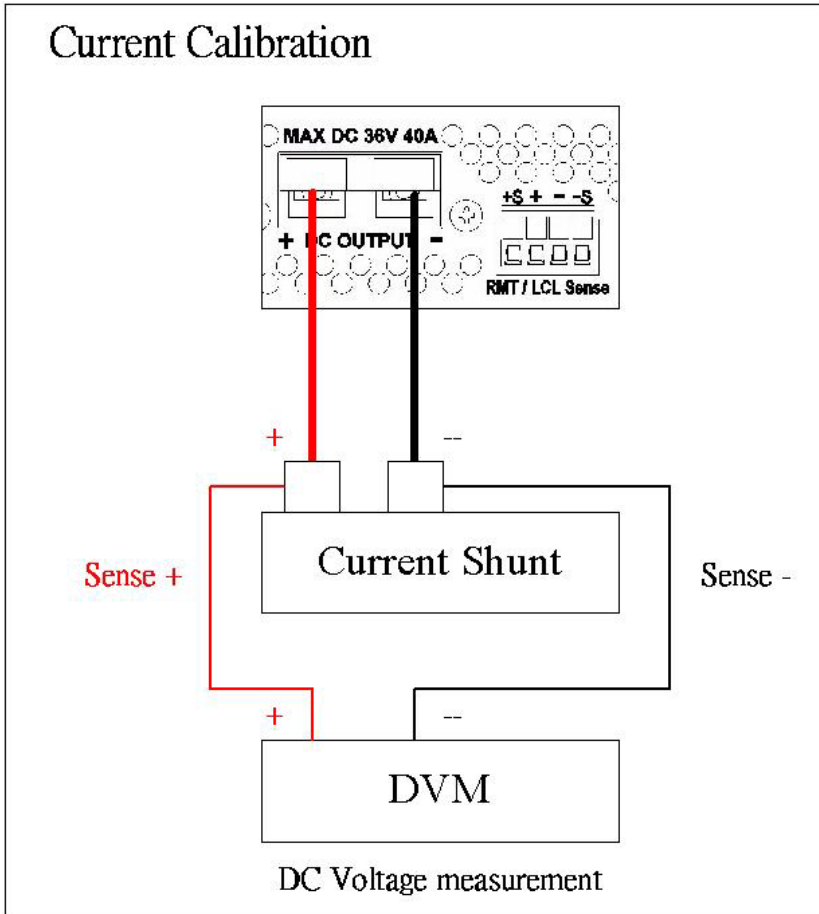 Current Calibration
MAX DC 36V 40A
+S + - -S
+ DC OUTPUT -
RMT / LCL Sense
+ --
Current Shunt
Sense +
Sense -
+ --
DVM
DC Voltage measurement